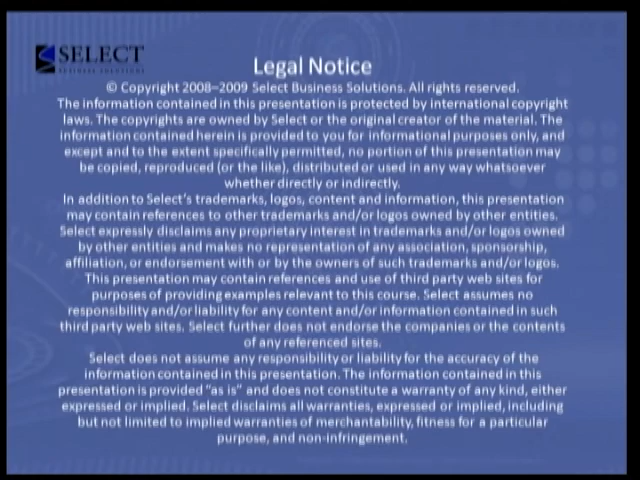 SELECT
BUSINESS SOLUTIONS
Legal Notice
© Copyright 2008–2009 Select Business Solutions. All rights reserved.
The information contained in this presentation is protected by international copyright
laws. The copyrights are owned by Select or the original creator of the material. The
information contained herein is provided to you for informational purposes only, and
except and to the extent specifically permitted, no portion of this presentation may
be copied, reproduced (or the like), distributed or used in any way whatsoever
whether directly or indirectly.
In addition to Select's trademarks, logos, content and information, this presentation
may contain references to other trademarks and/or logos owned by other entities.
Select expressly disclaims any proprietary interest in trademarks and/or logos owned
by other entities and makes no representation of any association, sponsorship,
affiliation, or endorsement with or by the owners of such trademarks and/or logos.
This presentation may contain references and use of third party web sites for
purposes of providing examples relevant to this course. Select assumes no
responsibility and/or liability for any content and/or information contained in such
third party web sites. Select further does not endorse the companies or the contents
of any referenced sites.
Select does not assume any responsibility or liability for the accuracy of the
information contained in this presentation. The information contained in this
presentation is provided “as is” and does not constitute a warranty of any kind, either
expressed or implied. Select disclaims all warranties, expressed or implied, including
but not limited to implied warranties of merchantability, fitness for a particular
purpose, and non-infringement.